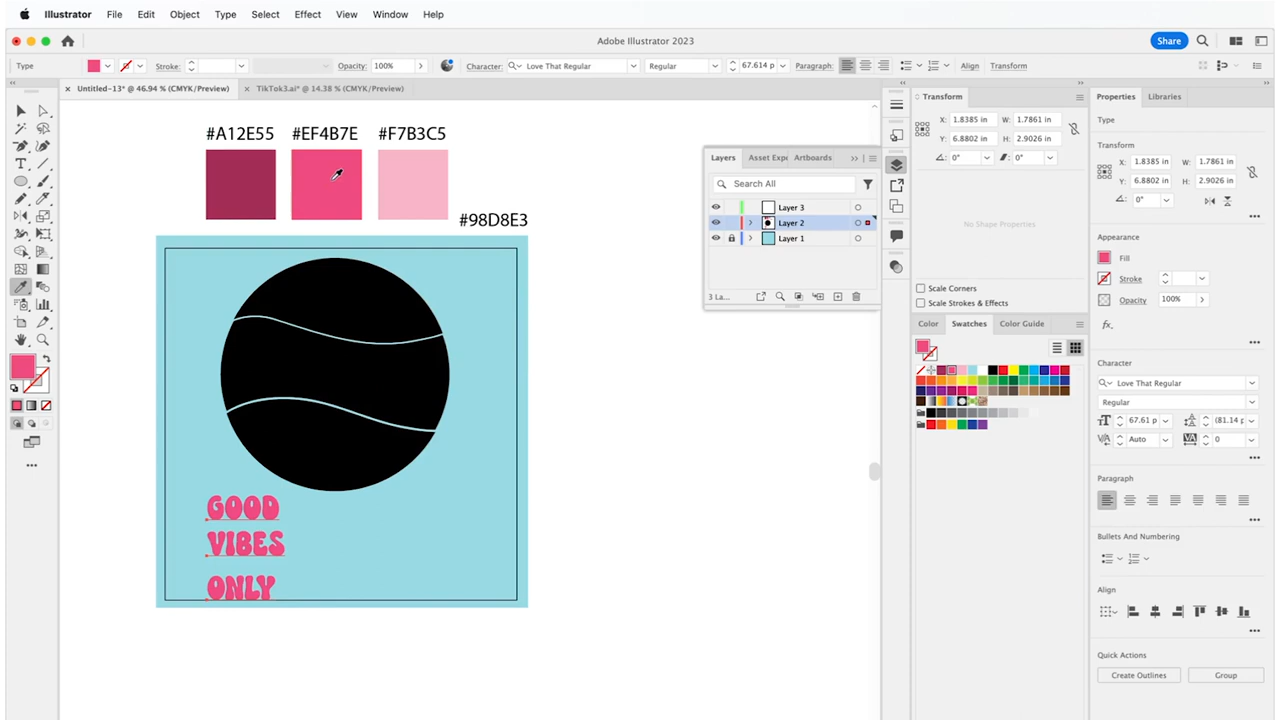 Illustrator File Edit Object Type Select Effect View Window Help
Adobe Illustrator 2023
Share
Type Stroke: Opacity: 100% Character: Love That Regular Regular 67.614 p Paragraph: Align Transform
Untitled-13* @ 46.94 % (CMYK/Preview) TikTok3.ai* @ 14.38 % (CMYK/Preview)
#A12E55 #EF4B7E #F7B3C5
#98D8E3
GOOD
VIBES
ONLY
Layers Asset Exp Artboards
Search All
Layer 3
Layer 2
Layer 1
3 La...
Transform
X: 1.8385 in W: 1.7861 in
Y: 6.8802 in H: 2.9026 in
0° 0°
No Shape Properties
Scale Corners
Scale Strokes & Effects
Color Swatches Color Guide
Properties Libraries
Type
Transform
X: 1.8385 in W: 1.7861 in
Y: 6.8802 in H: 2.9026 in
0°
Appearance
Fill
Stroke
Opacity 100%
fx.
Character
Love That Regular
Regular
67.61 p (81.14 p
Auto 0
Paragraph
Bullets And Numbering
Align
Quick Actions
Create Outlines Group